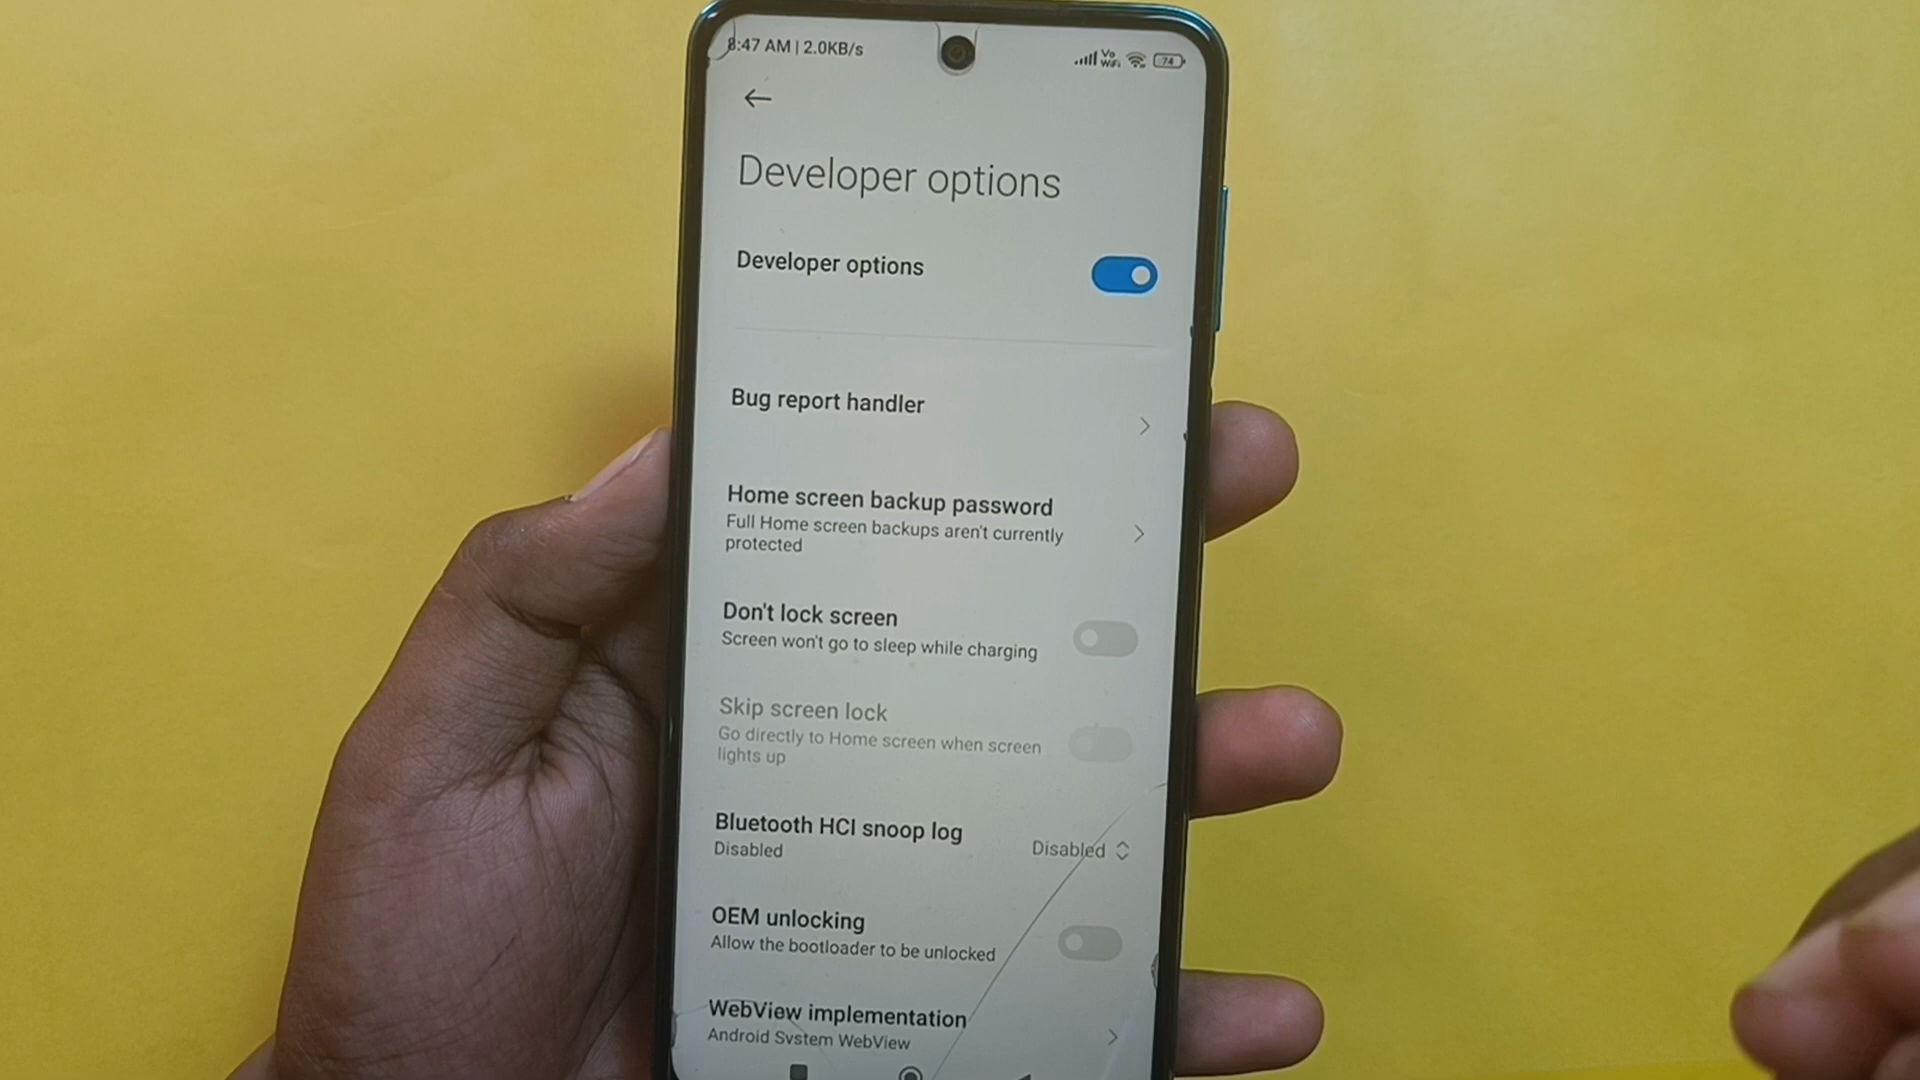 8:47 AM | 2.0KB/s
Vo
WiFi
74
Developer options
Developer options
Bug report handler
Home screen backup password
Full Home screen backups aren't currently
protected
Don't lock screen
Screen won't go to sleep while charging
Skip screen lock
Go directly to Home screen when screen
lights up
Bluetooth HCI snoop log
Disabled
Disabled
OEM unlocking
Allow the bootloader to be unlocked
WebView implementation
Android System WebView